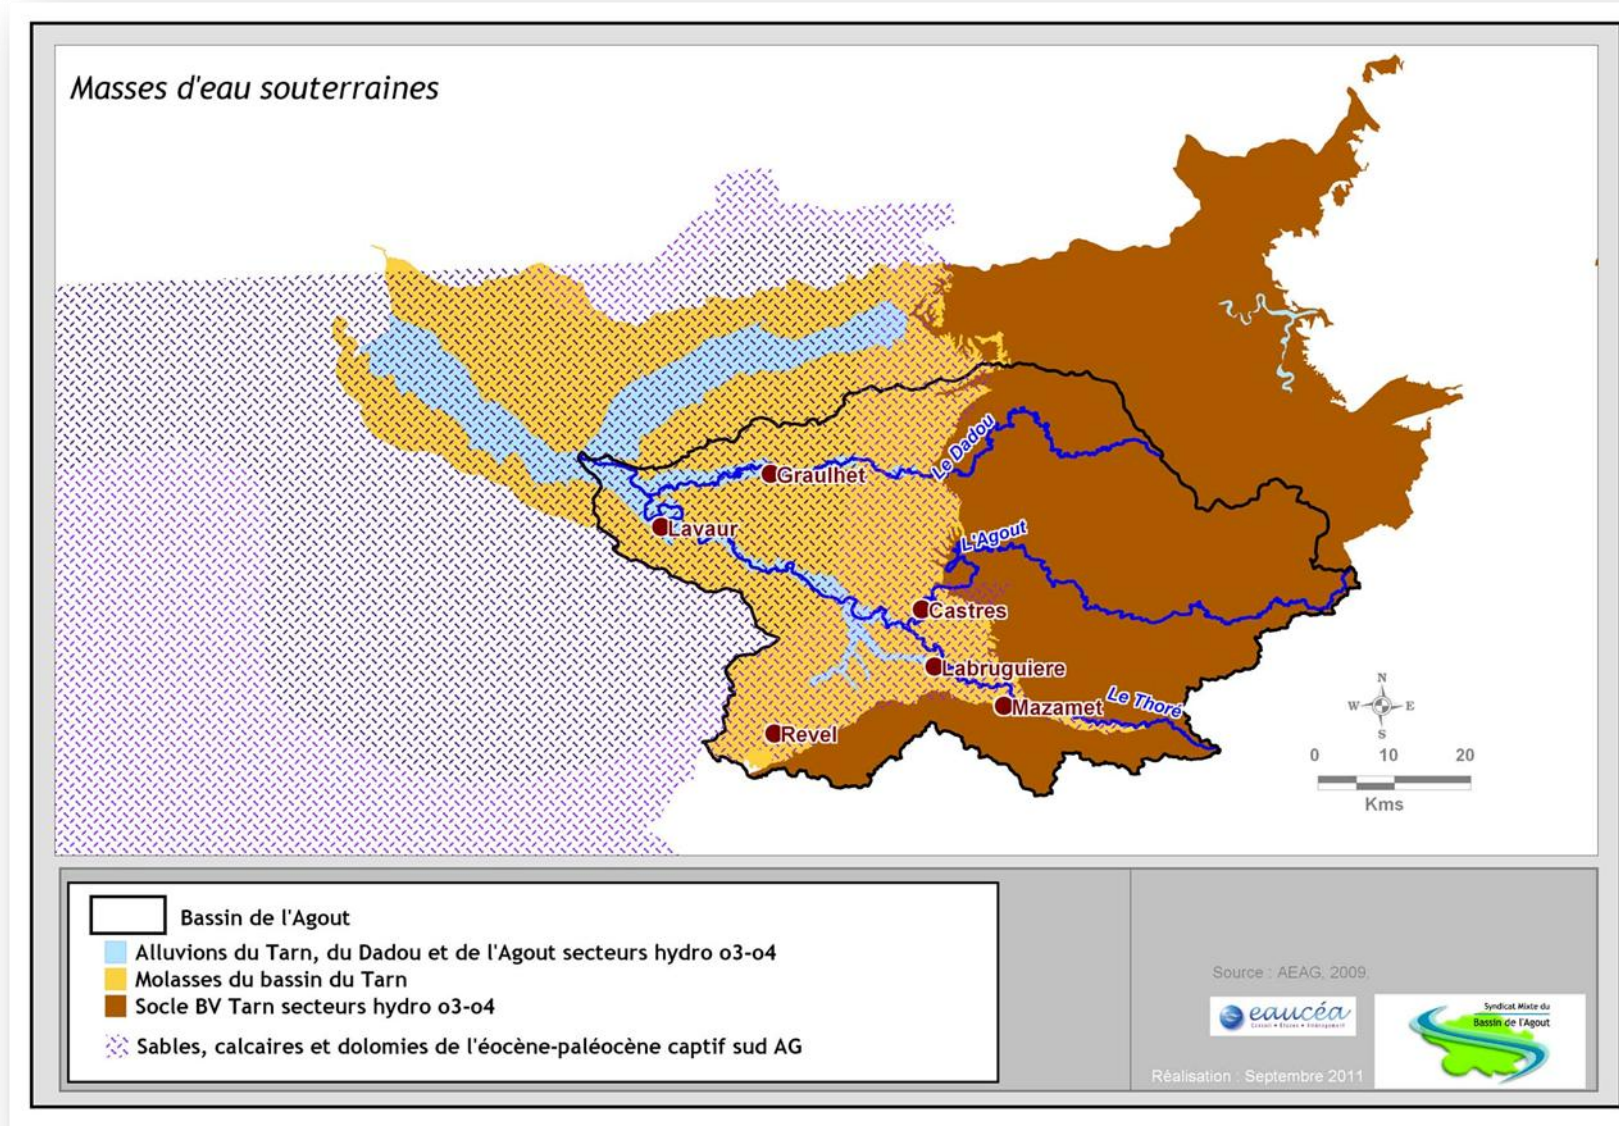 Masses d'eau souterraines
Le Dadou
Graulhet
Lavaur
L'Agout
Castres
Labruguiere
Mazamet
Le Thoré
Revel
N
W E
S
0 10 20
Kms
Bassin de l'Agout
Alluvions du Tarn, du Dadou et de l'Agout secteurs hydro o3-o4
Molasses du bassin du Tarn
Socle BV Tarn secteurs hydro o3-o4
Sables, calcaires et dolomies de l'éocène-paléocène captif sud AG
Source : AEAG, 2009.
eaucéa
Conseil • Etudes • Aménagement
Syndicat Mixte du
Bassin de l'Agout
Réalisation : Septembre 2011